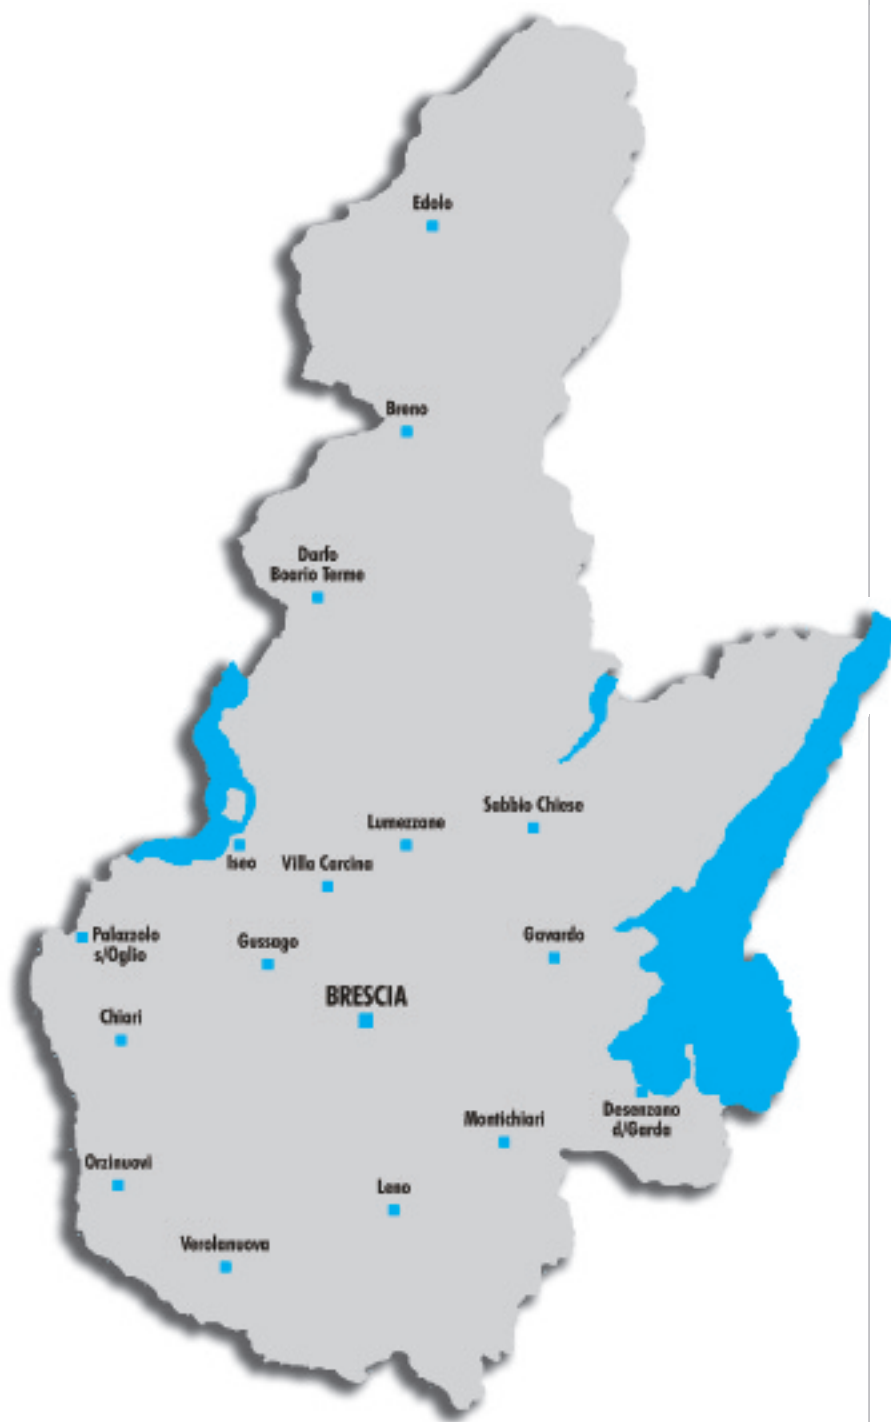 Edolo
Breno
Darfo
Boario Terme
Sabbio Chiese
Lumezzane
Iseo
Villa Carcina
Palazzolo
s/Oglio
Gussago
Gavardo
BRESCIA
Chiari
Desenzano
d/Garda
Montichiari
Orzinuovi
Leno
Verolanuova